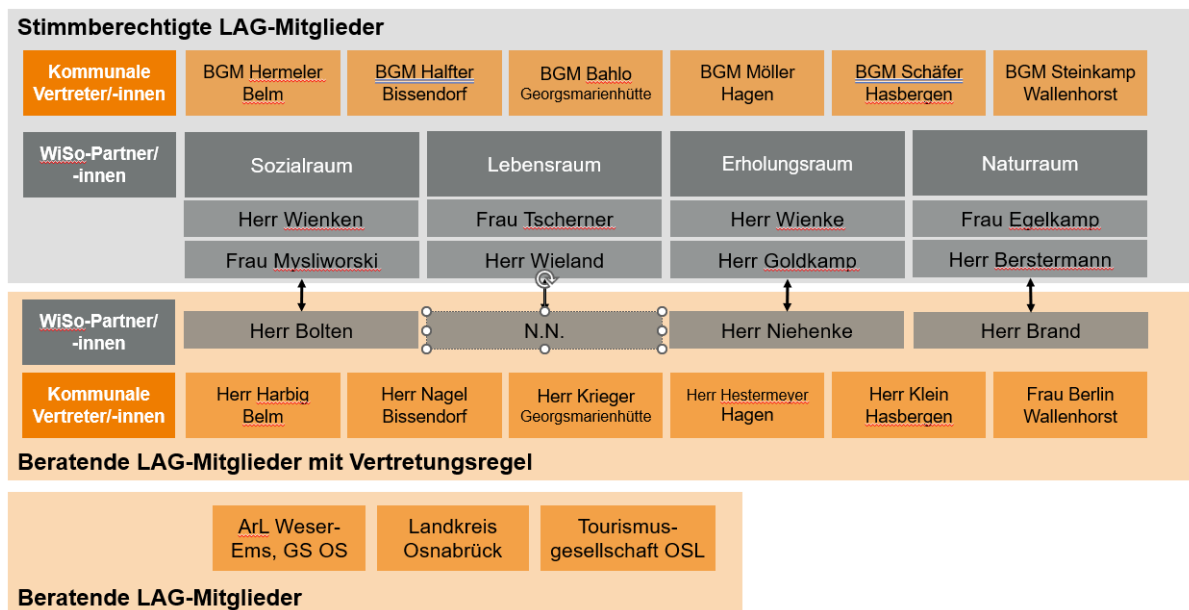 Stimmberechtigte LAG-Mitglieder
Kommunale
Vertreter/-innen
BGM Hermeler
Belm
BGM Halfter
Bissendorf
BGM Bahlo
Georgsmarienhütte
BGM Möller
Hagen
BGM Schäfer
Hasbergen
BGM Steinkamp
Wallenhorst
WiSo-Partner/
-innen
Sozialraum
Lebensraum
Erholungsraum
Naturraum
Herr Wienken
Frau Tscherner
Herr Wienke
Frau Egelkamp
Frau Mysliworski
Herr Wieland
Herr Goldkamp
Herr Berstermann
WiSo-Partner/
-innen
Herr Bolten
N.N.
Herr Niehenke
Herr Brand
Kommunale
Vertreter/-innen
Herr Harbig
Belm
Herr Nagel
Bissendorf
Herr Krieger
Georgsmarienhütte
Herr Hestermeyer
Hagen
Herr Klein
Hasbergen
Frau Berlin
Wallenhorst
Beratende LAG-Mitglieder mit Vertretungsregel
ArL Weser-
Ems, GS OS
Landkreis
Osnabrück
Tourismus-
gesellschaft OSL
Beratende LAG-Mitglieder